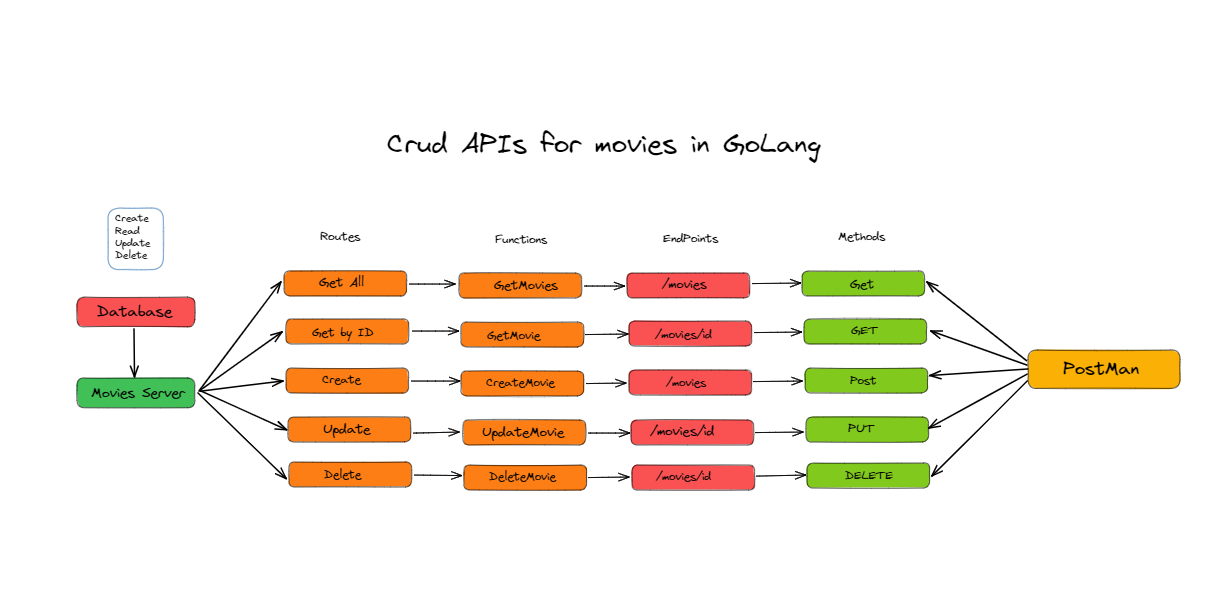 Crud APIs for movies in GoLang
Create
Read
Update
Delete
Routes
Functions
EndPoints
Methods
Database
Movies Server
Get All
GetMovies
/movies
Get
Get by ID
GetMovie
/movies/id
GET
Create
CreateMovie
/movies
Post
Update
UpdateMovie
/movies/id
PUT
Delete
DeleteMovie
/movies/id
DELETE
PostMan